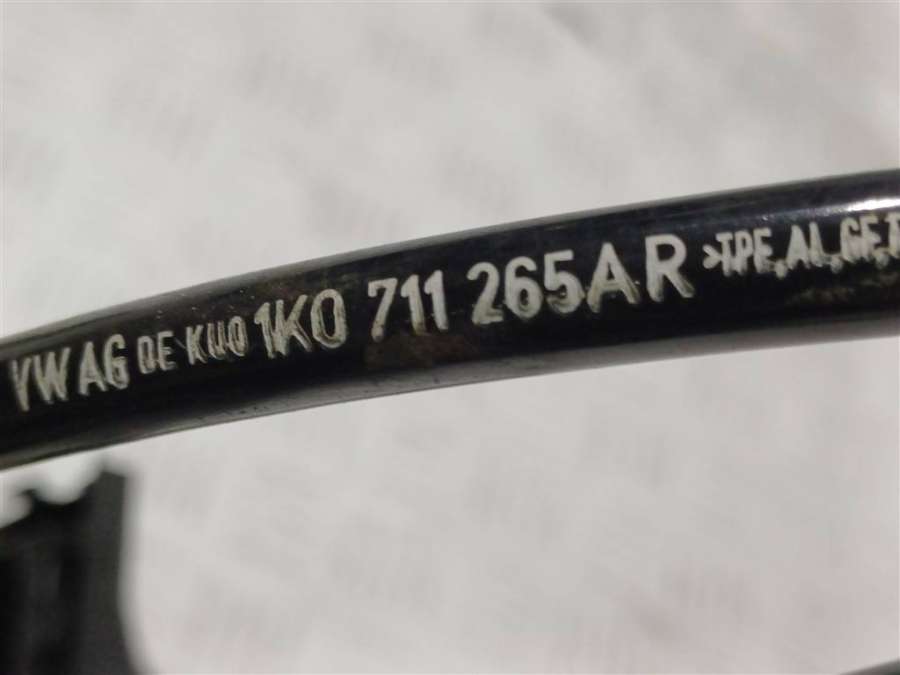 VW AG DE KUO 1K0 711 265AR >TPE,AL,GF,